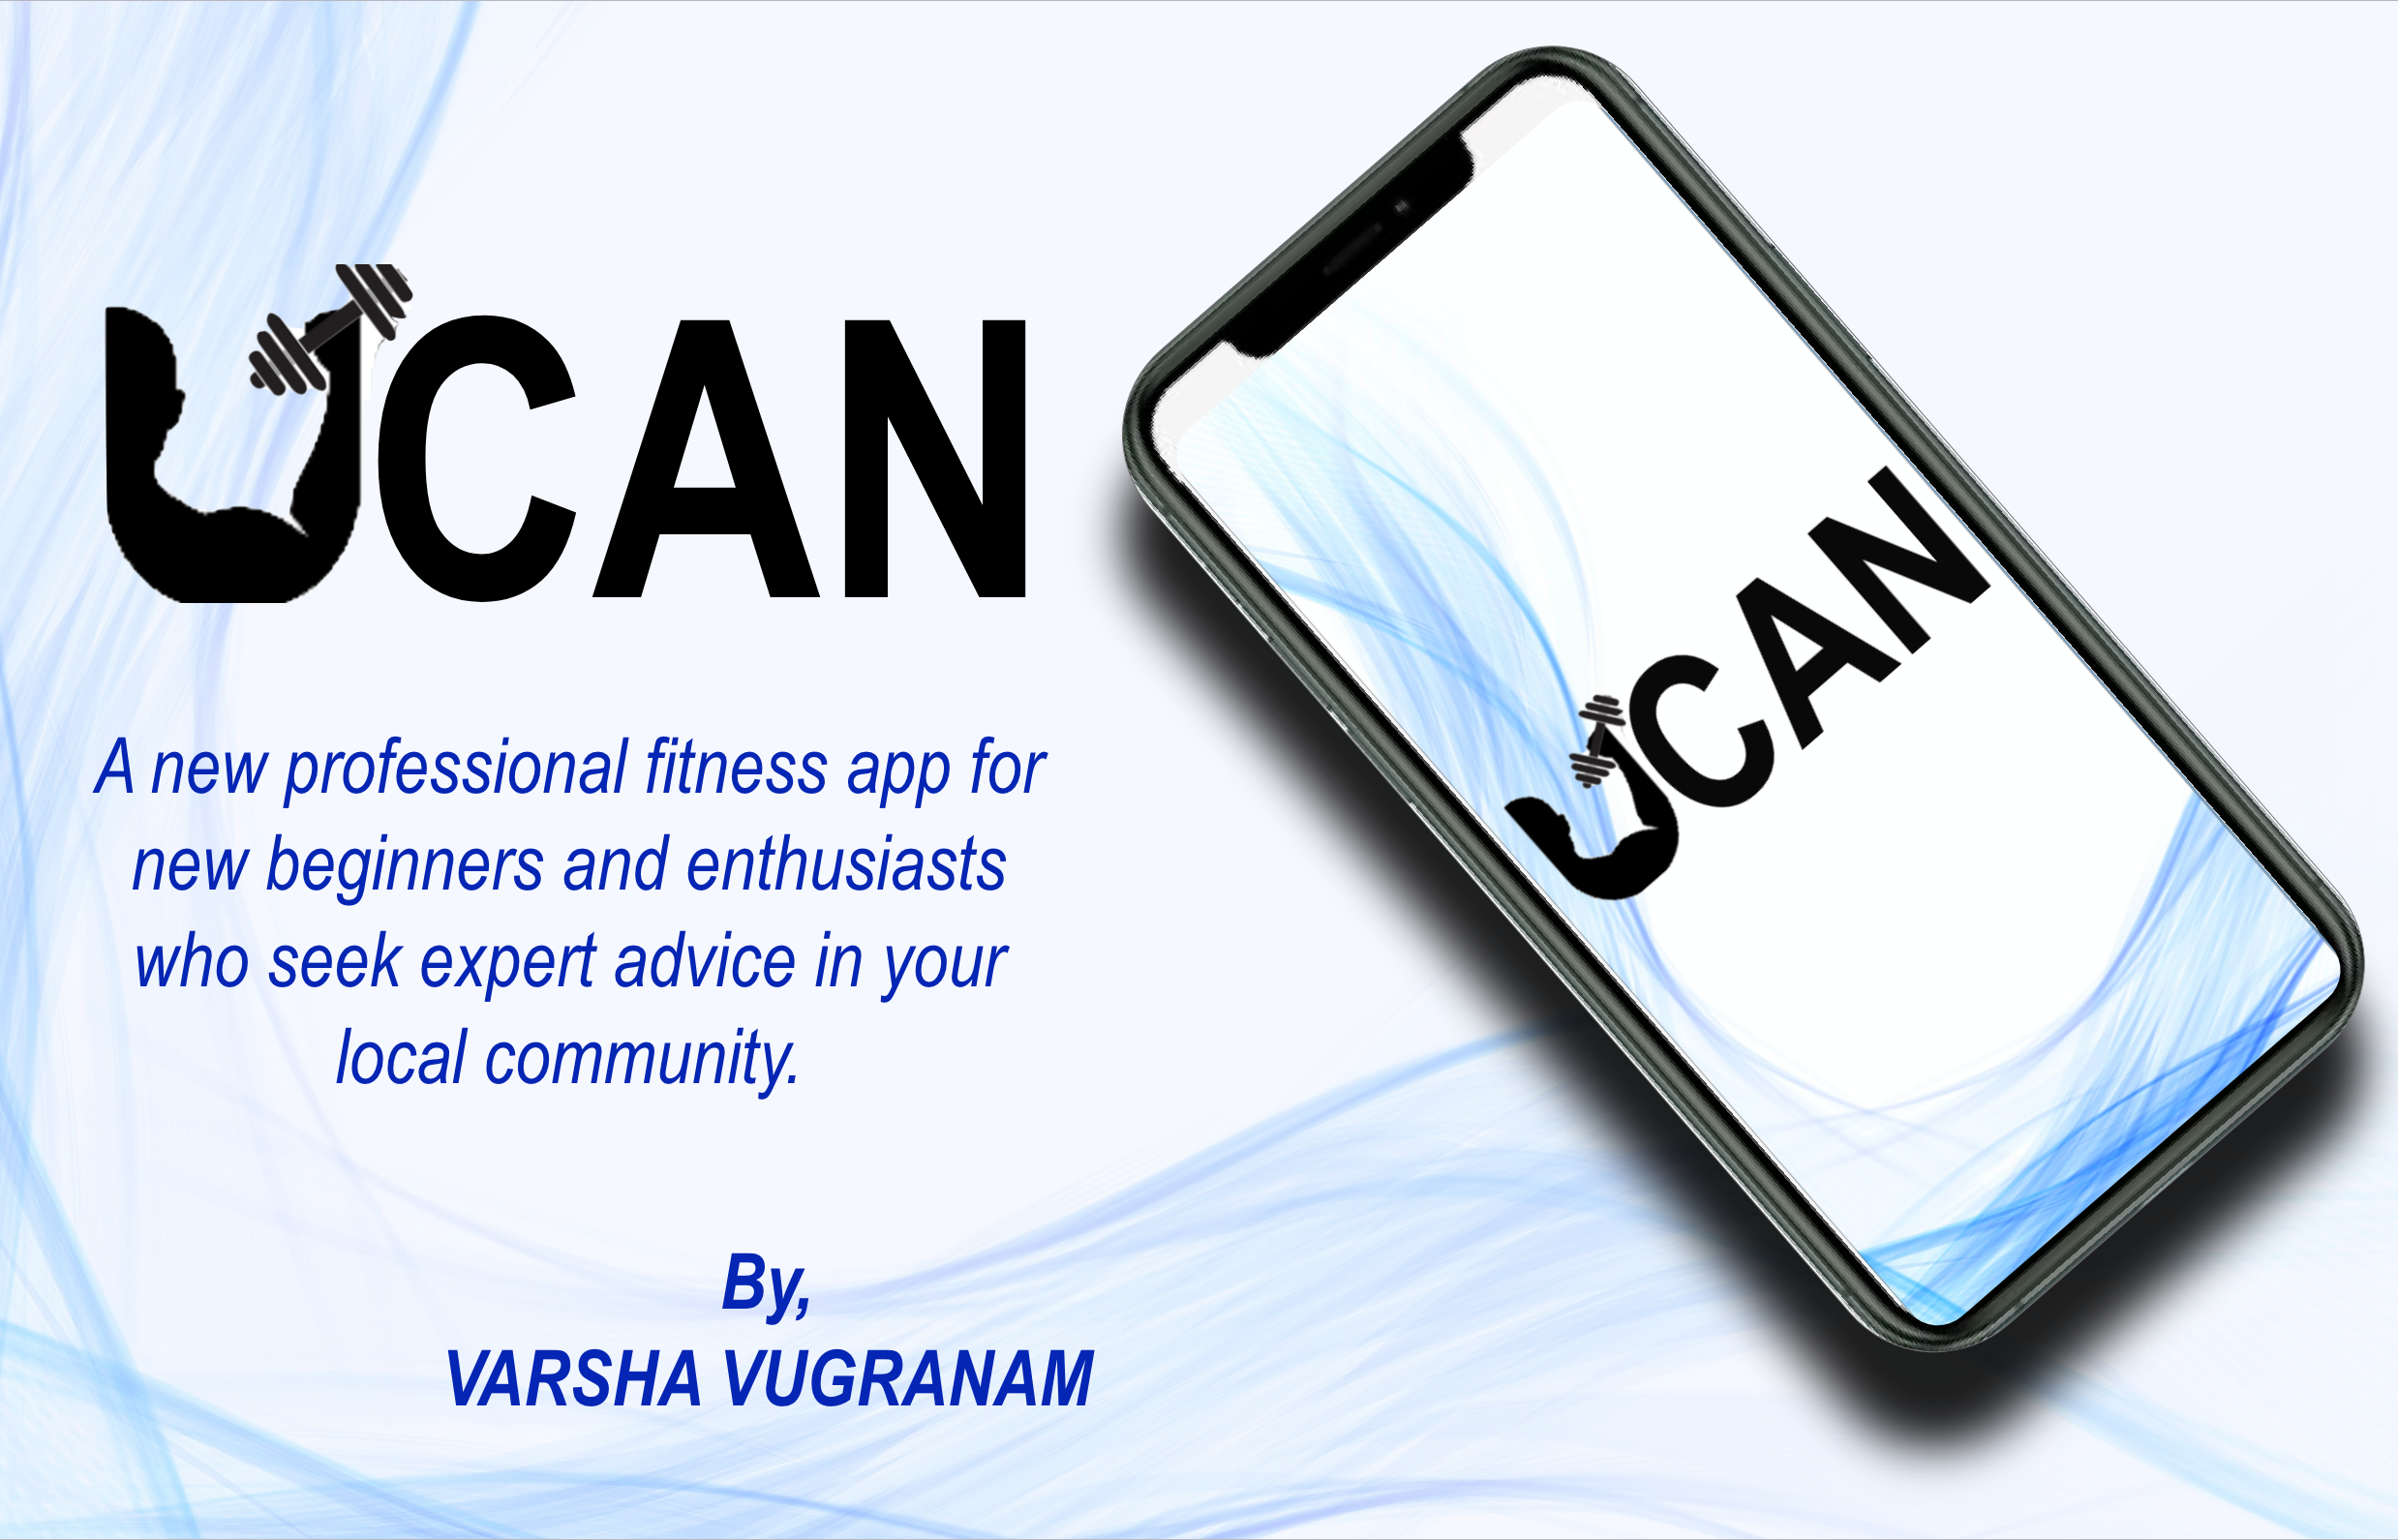 UCAN
A new professional fitness app for
new beginners and enthusiasts
who seek expert advice in your
local community.
By,
VARSHA VUGRANAM
UCAN